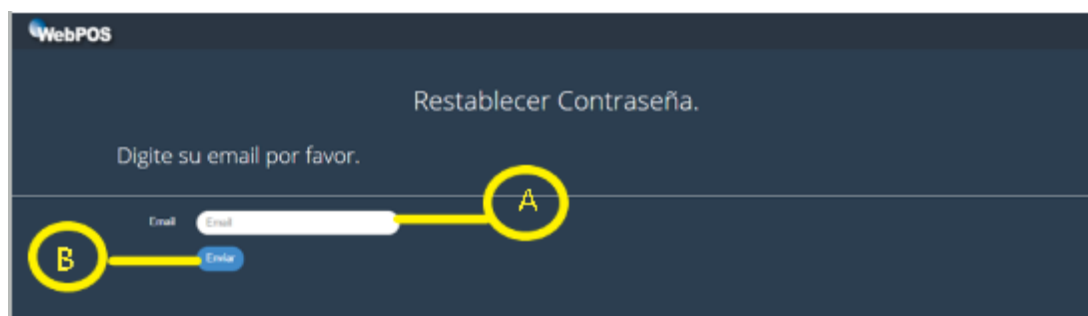 WebPOS
Restablecer Contraseña.
Digite su email por favor.
A
Email Email
B
Enviar